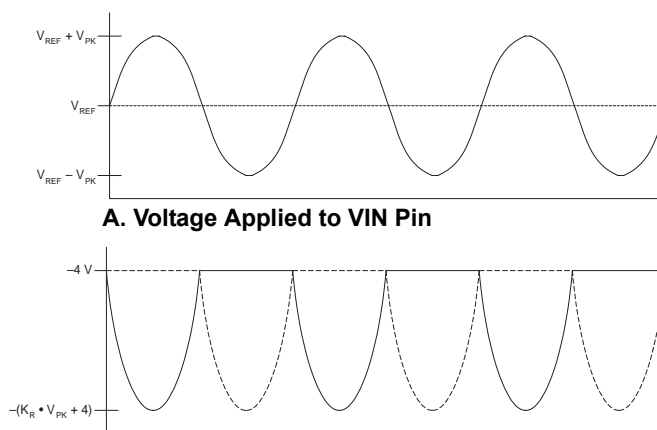 V_REF + V_PK
V_REF
V_REF – V_PK
A. Voltage Applied to VIN Pin
–4 V
–(K_R • V_PK + 4)